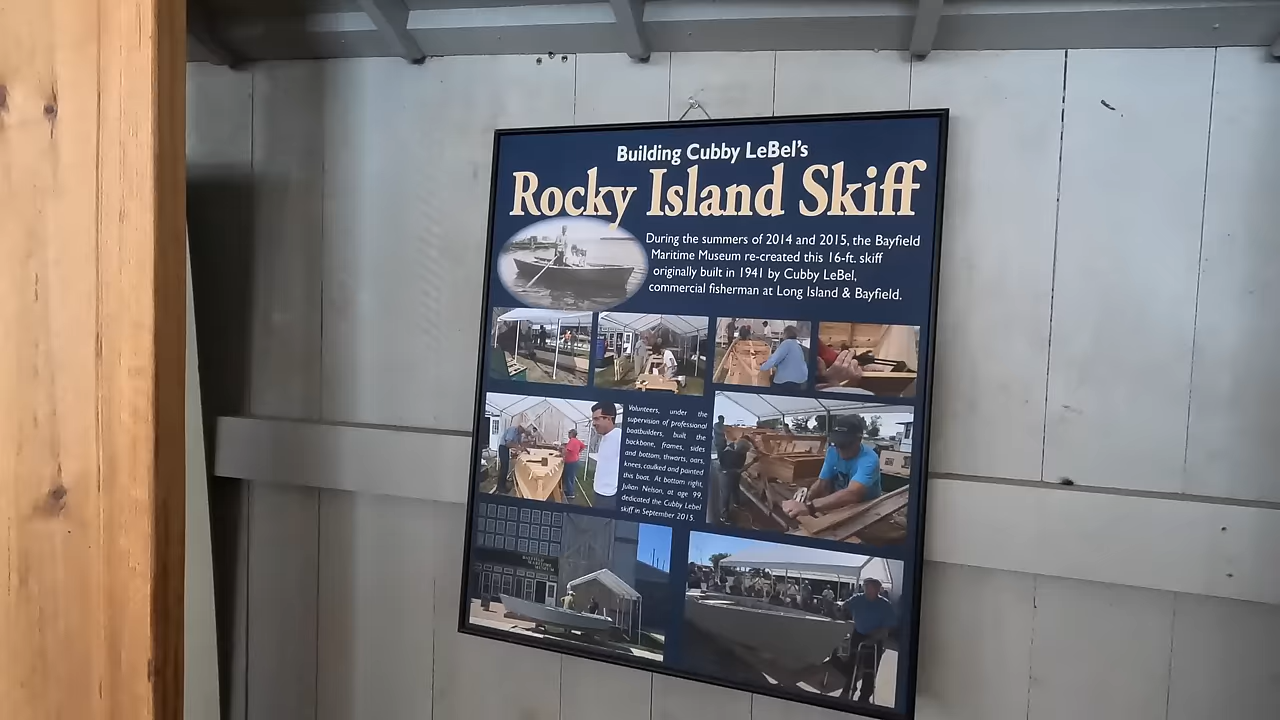 Building Cubby LeBel's
Rocky Island Skiff
During the summers of 2014 and 2015, the Bayfield
Maritime Museum re-created this 16-ft. skiff
originally built in 1941 by Cubby LeBel,
commercial fisherman at Long Island & Bayfield.
Volunteers, under the
supervision of professional
boatbuilders, built the
backbone, frames, sides
and bottom, thwarts, oars,
knees, caulked and painted
this boat. At bottom right,
Julian Nelson, at age 99,
dedicated the Cubby Lebel
skiff in September 2015.
BAYFIELD
MARITIME
MUSEUM